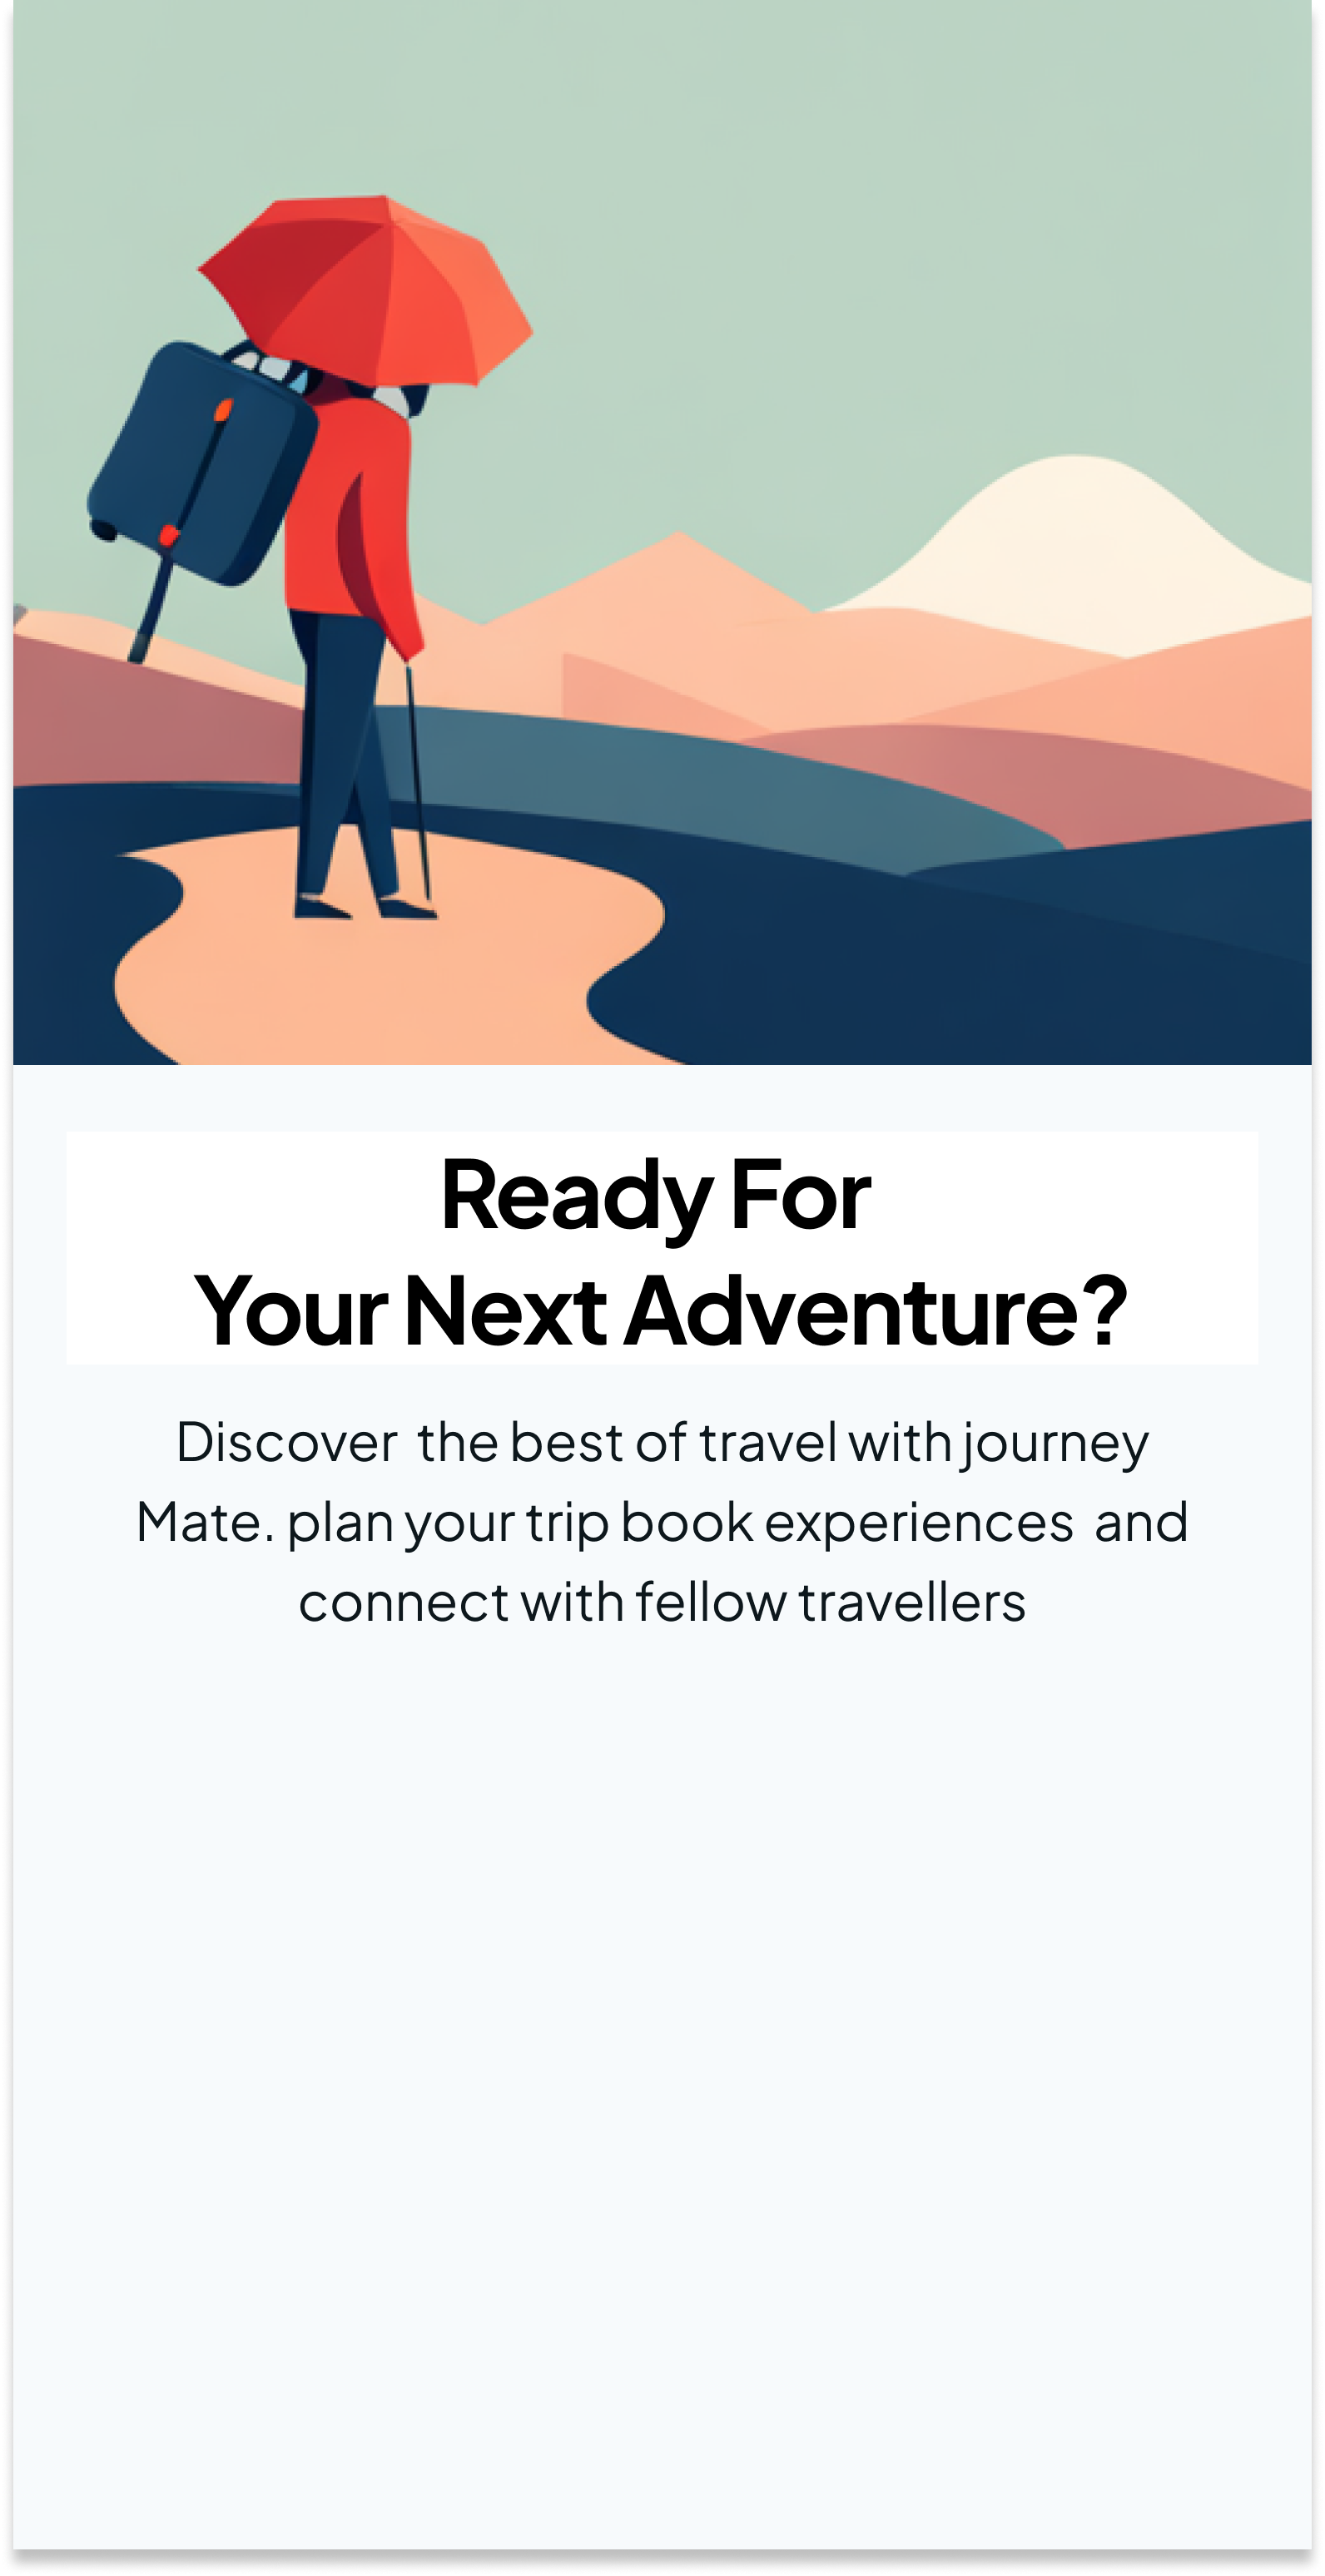 Ready For
Your Next Adventure?
Discover  the best of travel with journey
Mate. plan your trip book experiences  and
connect with fellow travellers